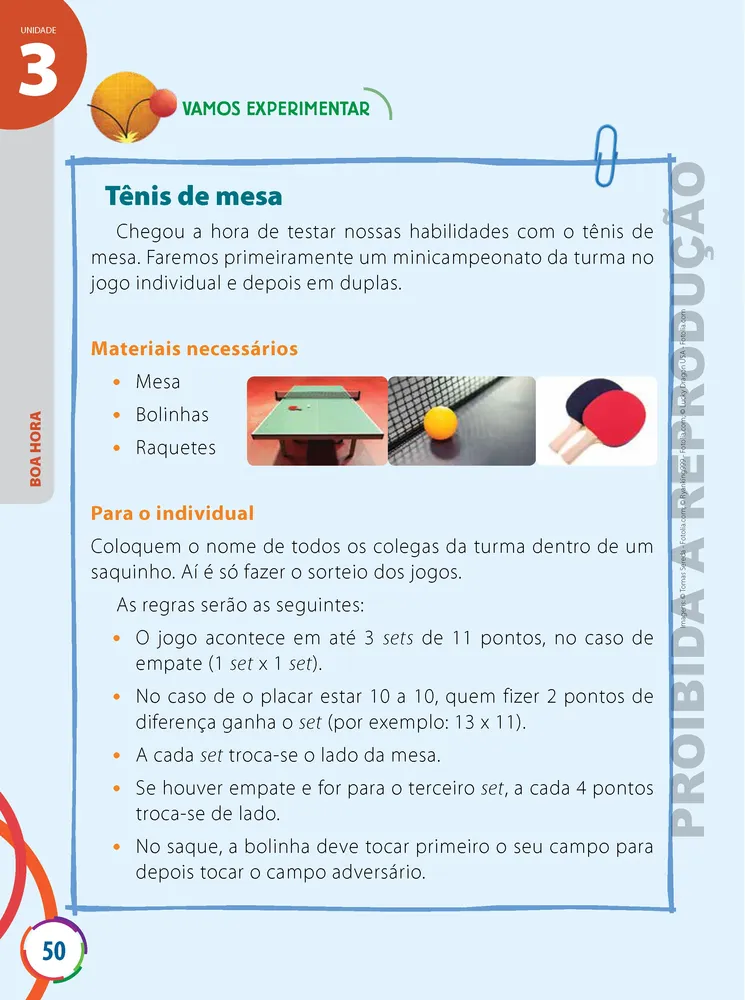 UNIDADE
3
VAMOS EXPERIMENTAR
Tênis de mesa
Chegou a hora de testar nossas habilidades com o tênis de
mesa. Faremos primeiramente um minicampeonato da turma no
jogo individual e depois em duplas.
Materiais necessários
• Mesa
• Bolinhas
• Raquetes
Para o individual
Coloquem o nome de todos os colegas da turma dentro de um
saquinho. Aí é só fazer o sorteio dos jogos.
As regras serão as seguintes:
• O jogo acontece em até 3 sets de 11 pontos, no caso de
empate (1 set x 1 set).
• No caso de o placar estar 10 a 10, quem fizer 2 pontos de
diferença ganha o set (por exemplo: 13 x 11).
• A cada set troca-se o lado da mesa.
• Se houver empate e for para o terceiro set, a cada 4 pontos
troca-se de lado.
• No saque, a bolinha deve tocar primeiro o seu campo para
depois tocar o campo adversário.
BOA HORA
PROIBIDA A REPRODUÇÃO
Imagens: © Tomas Sereda - Fotolia.com; © Ryanking999 - Fotolia.com; © Lucky Dragon USA - Fotolia.com
50